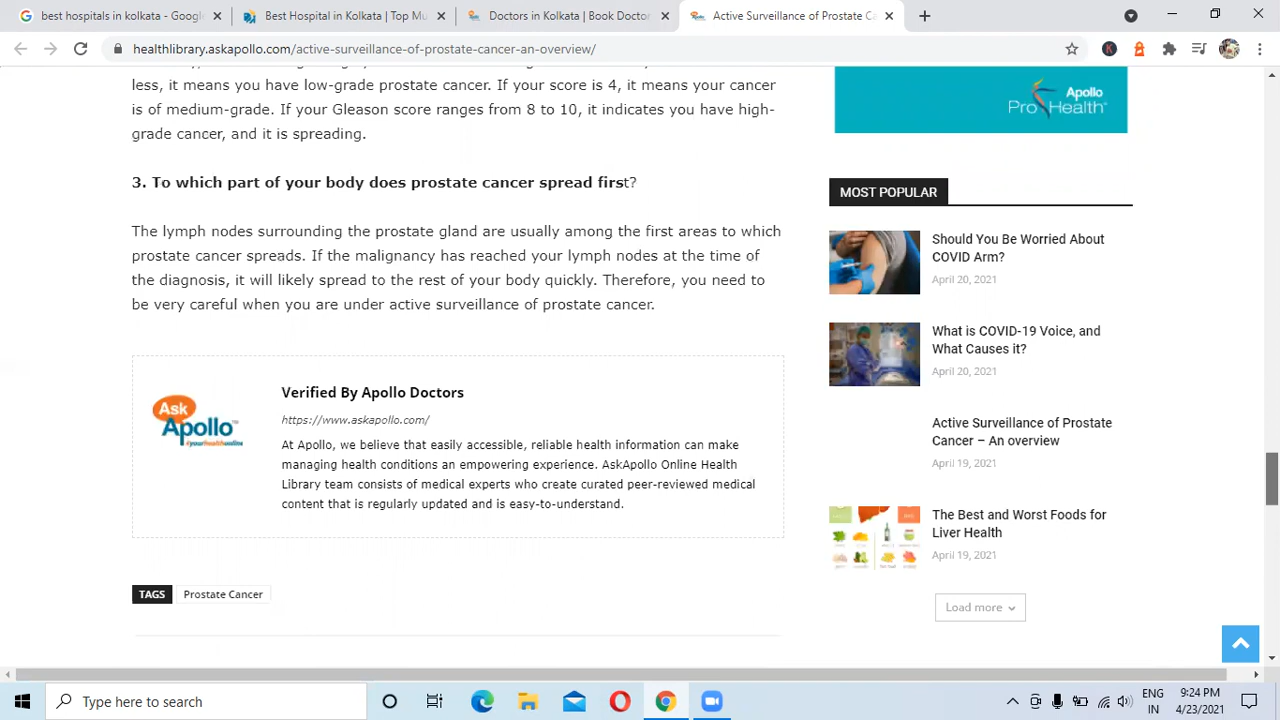 best hospitals in kolkata - Google
Best Hospital in Kolkata | Top Mu
Doctors in Kolkata | Book Doctor
Active Surveillance of Prostate Ca
healthlibrary.askapollo.com/active-surveillance-of-prostate-cancer-an-overview/
less, it means you have low-grade prostate cancer. If your score is 4, it means your cancer
is of medium-grade. If your Gleason score ranges from 8 to 10, it indicates you have high-
grade cancer, and it is spreading.
3. To which part of your body does prostate cancer spread first?
The lymph nodes surrounding the prostate gland are usually among the first areas to which
prostate cancer spreads. If the malignancy has reached your lymph nodes at the time of
the diagnosis, it will likely spread to the rest of your body quickly. Therefore, you need to
be very careful when you are under active surveillance of prostate cancer.
Ask
Apollo™
Verified By Apollo Doctors
https://www.askapollo.com/
At Apollo, we believe that easily accessible, reliable health information can make
managing health conditions an empowering experience. AskApollo Online Health
Library team consists of medical experts who create curated peer-reviewed medical
content that is regularly updated and is easy-to-understand.
TAGS
Prostate Cancer
Apollo
ProHealth
MOST POPULAR
Should You Be Worried About
COVID Arm?
April 20, 2021
What is COVID-19 Voice, and
What Causes it?
April 20, 2021
Active Surveillance of Prostate
Cancer – An overview
April 19, 2021
The Best and Worst Foods for
Liver Health
April 19, 2021
Load more
Type here to search
ENG
IN
9:24 PM
4/23/2021